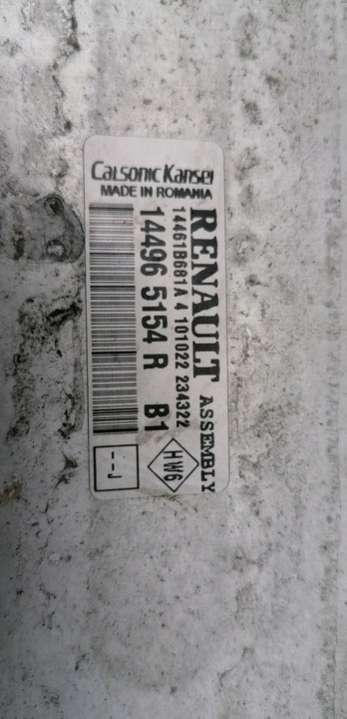 Calsonic Kansei
MADE IN ROMANIA
RENAULT ASSEMBLY
14461B681A 4 101022 234322
14496 5154 R B1
HW6
---J